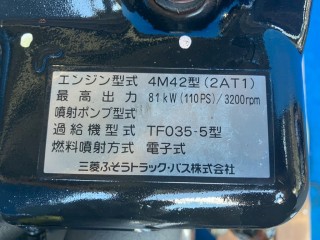 エンジン型式 4M42型(2AT1)
最高出力 81kW(110PS)/3200rpm
噴射ポンプ型式
過給機型式 TF035-5型
燃料噴射方式 電子式
三菱ふそうトラック・バス株式会社